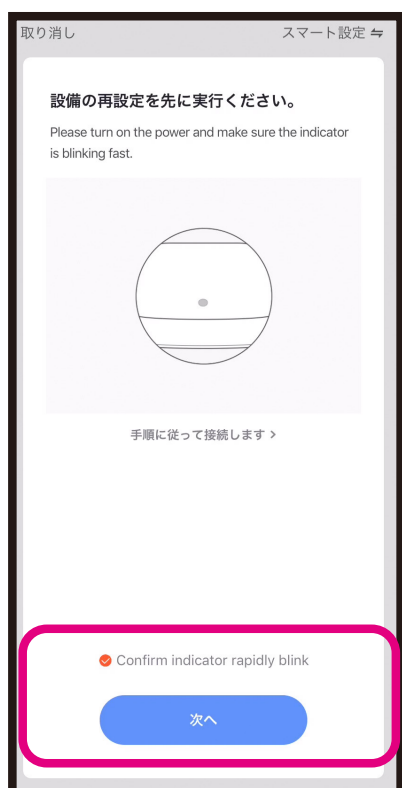 取り消し
スマート設定 ⇋
設備の再設定を先に実行ください。
Please turn on the power and make sure the indicator
is blinking fast.
手順に従って接続します >
Confirm indicator rapidly blink
次へ